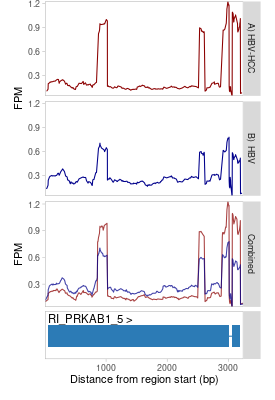 1.2
0.9
0.6
0.3
FPM
A) HBV-HCC
1.2
0.9
0.6
0.3
B) HBV
1.2
0.9
0.6
0.3
FPM
Combined
RI_PRKAB1_5 >
1000
2000
3000
Distance from region start (bp)